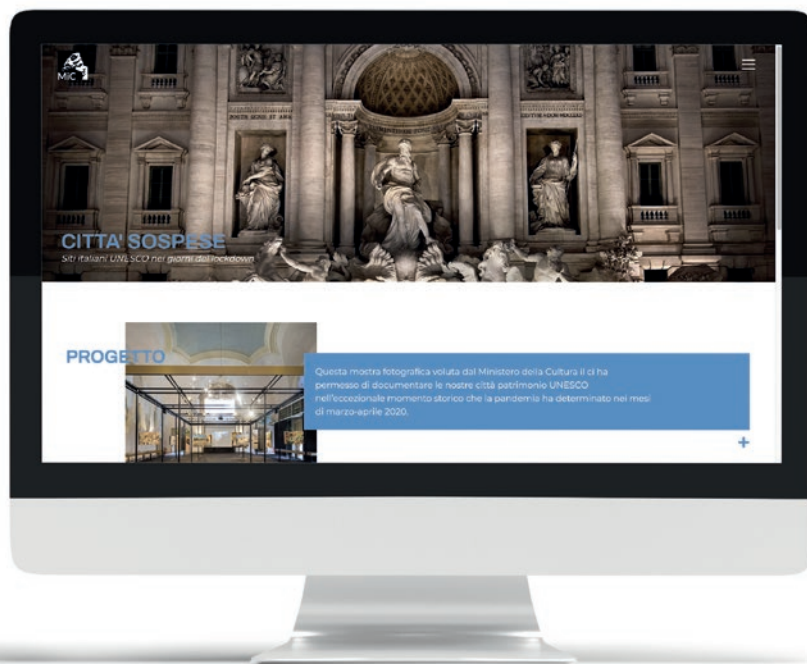 MiC
CITTA' SOSPESE
Siti italiani UNESCO nei giorni del lockdown
PROGETTO
Questa mostra fotografica voluta dal Ministero della Cultura il ci ha
permesso di documentare le nostre città patrimonio UNESCO
nell'eccezionale momento storico che la pandemia ha determinato nei mesi
di marzo-aprile 2020.
+